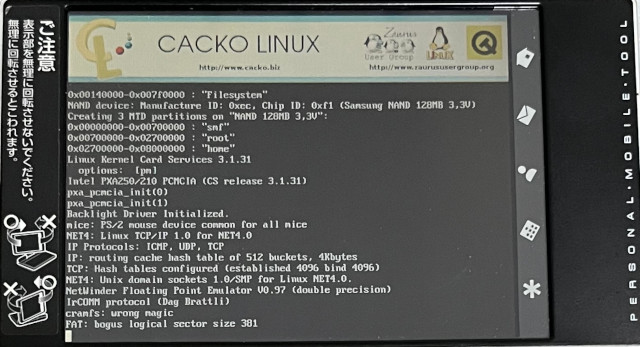 ご注意
表示部を無理に回転させないでください。
無理に回転させるとこわれます。
CL
CACKO LINUX
http://www.cacko.biz
Zaurus
User Group
LINUX
Q
http://www.zaurususergroup.org
0x00140000-0x007f0000 : "Filesystem"
NAND device: Manufacture ID: 0xec, Chip ID: 0xf1 (Samsung NAND 128MB 3,3V)
Creating 3 MTD partitions on "NAND 128MB 3,3V":
0x00000000-0x00700000 : "smf"
0x00700000-0x02700000 : "root"
0x02700000-0x08000000 : "home"
Linux Kernel Card Services 3.1.31
options: [pm]
Intel PXA250/210 PCMCIA (CS release 3.1.31)
pxa_pcmcia_init(0)
pxa_pcmcia_init(1)
Backlight Driver Initialized.
mice: PS/2 mouse device common for all mice
NET4: Linux TCP/IP 1.0 for NET4.0
IP Protocols: ICMP, UDP, TCP
IP: routing cache hash table of 512 buckets, 4Kbytes
TCP: Hash tables configured (established 4096 bind 4096)
NET4: Unix domain sockets 1.0/SMP for Linux NET4.0.
NetWinder Floating Point Emulator V0.97 (double precision)
IrCOMM protocol (Dag Brattli)
cramfs: wrong magic
FAT: bogus logical sector size 381
PERSONAL·MOBILE·TOOL